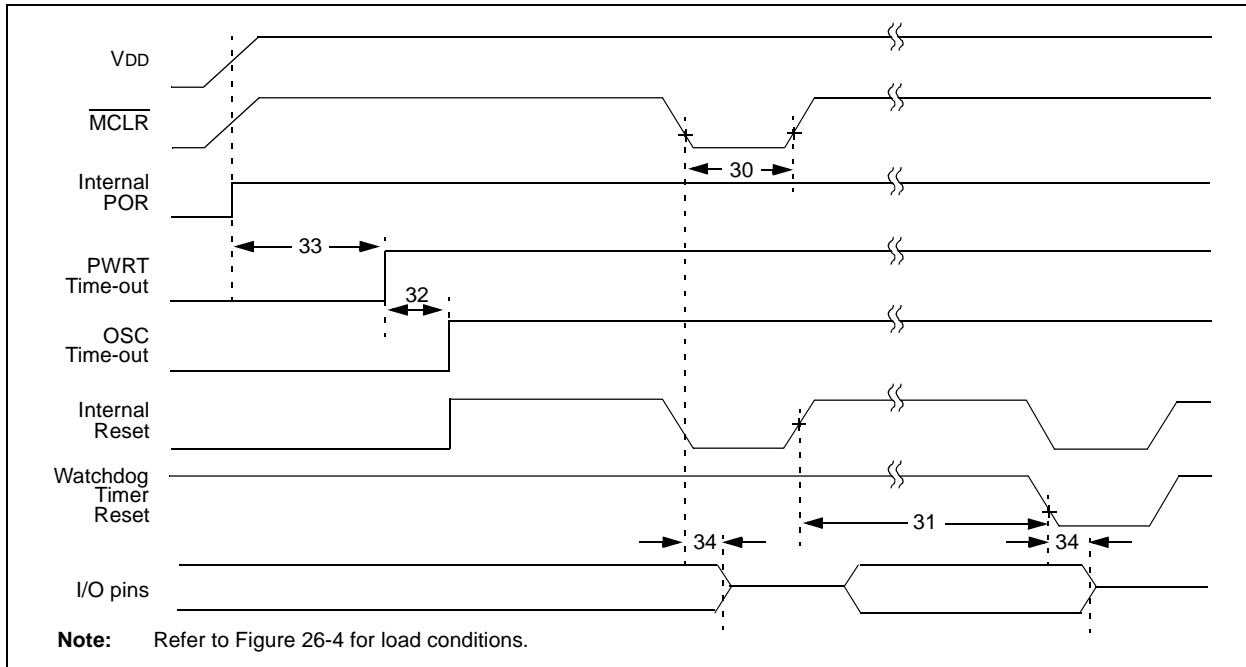 VDD
MCLR
30
Internal
POR
33
PWRT
Time-out
32
OSC
Time-out
Internal
Reset
Watchdog
Timer
Reset
31
34
34
I/O pins
Note: Refer to Figure 26-4 for load conditions.